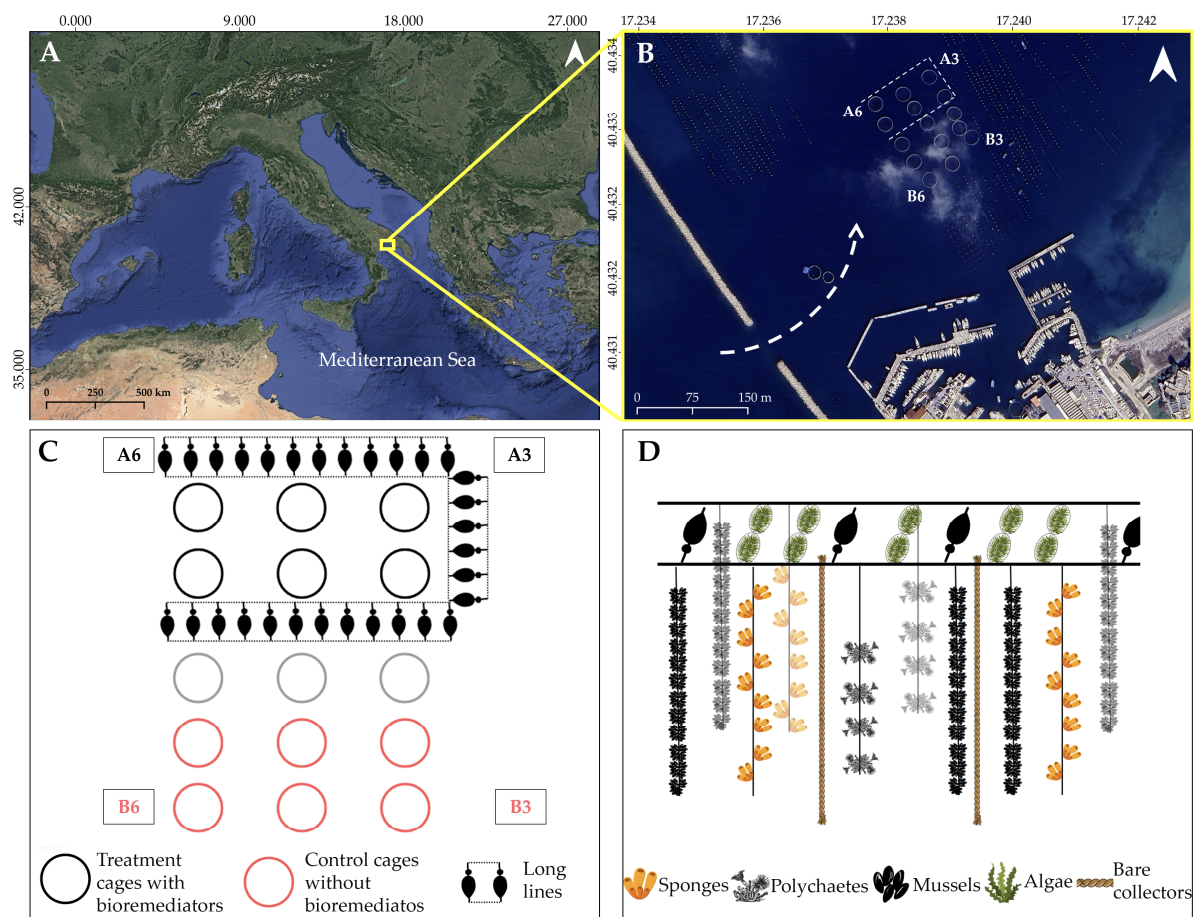 0.000
9.000
18.000
27.000
A
42.000
35.000
Mediterranean Sea
0
250
500 km
17.234
17.236
17.238
17.240
17.242
B
40.434
40.433
40.432
40.432
40.431
A3
A6
B3
B6
0
75
150 m
C
A6
A3
B6
B3
Treatment
cages with
bioremediators
Control cages
without
bioremediatos
Long
lines
D
Sponges
Polychaetes
Mussels
Algae
Bare
collectors